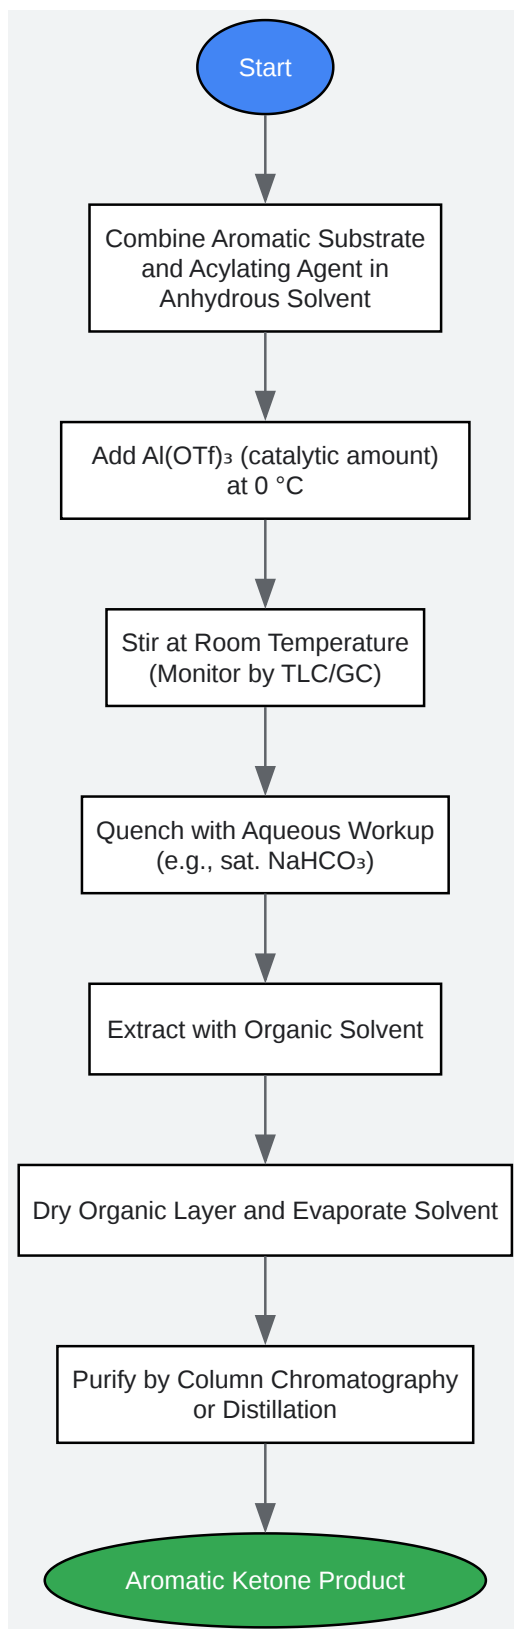 Start
Combine Aromatic Substrate
and Acylating Agent in
Anhydrous Solvent
Add Al(OTf)₃ (catalytic amount)
at 0 °C
Stir at Room Temperature
(Monitor by TLC/GC)
Quench with Aqueous Workup
(e.g., sat. NaHCO₃)
Extract with Organic Solvent
Dry Organic Layer and Evaporate Solvent
Purify by Column Chromatography
or Distillation
Aromatic Ketone Product